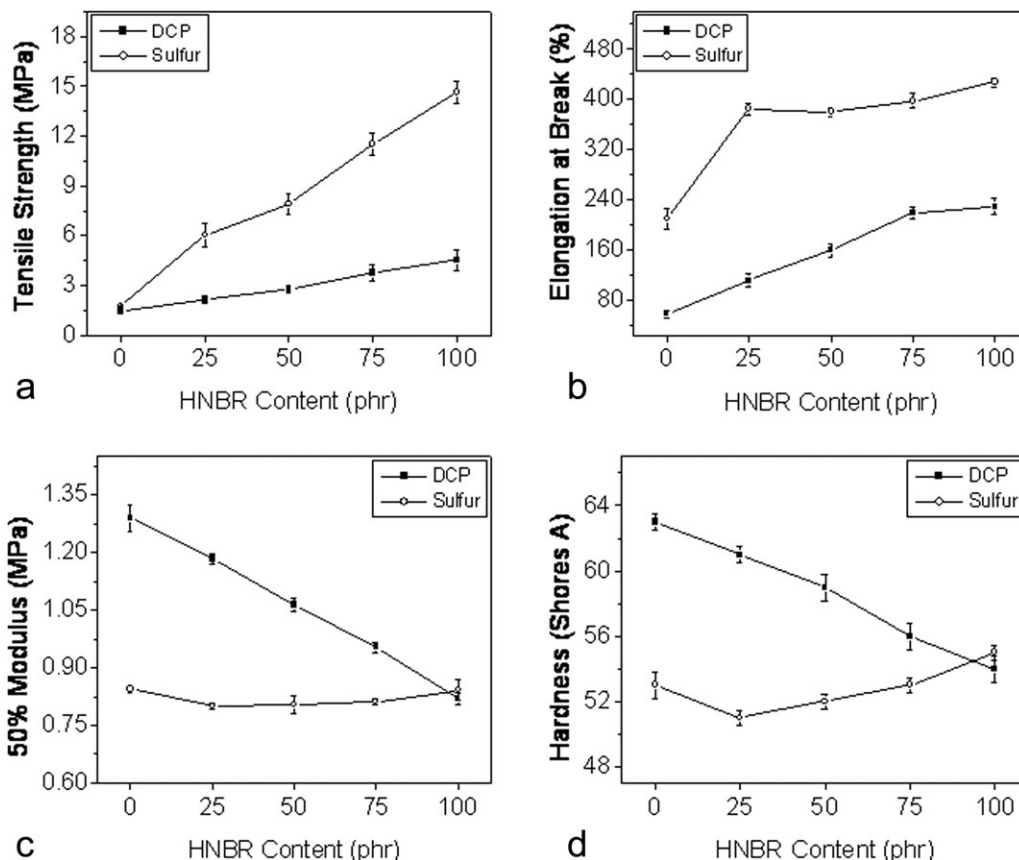 DCP
Sulfur
Tensile Strength (MPa)
18
15
12
9
6
3
0
0 25 50 75 100
HNBR Content (phr)
a
DCP
Sulfur
Elongation at Break (%)
480
400
320
240
160
80
0 25 50 75 100
HNBR Content (phr)
b
DCP
Sulfur
50% Modulus (MPa)
1.35
1.20
1.05
0.90
0.75
0.60
0 25 50 75 100
HNBR Content (phr)
c
DCP
Sulfur
Hardness (Shores A)
64
60
56
52
48
0 25 50 75 100
HNBR Content (phr)
d